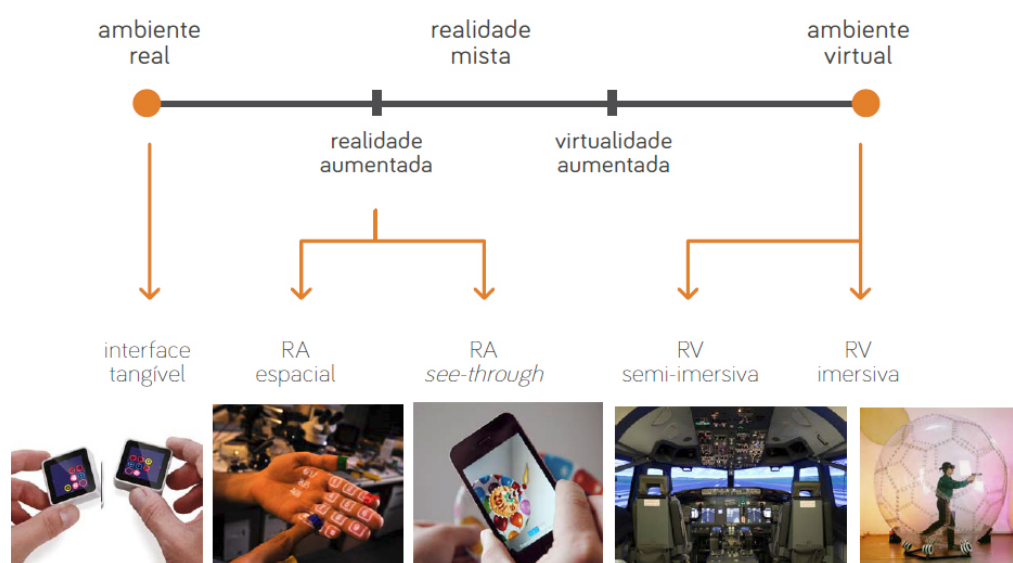 ambiente
real
realidade
mista
ambiente
virtual
realidade
aumentada
virtualidade
aumentada
interface
tangível
RA
espacial
RA
see-through
RV
semi-imersiva
RV
imersiva